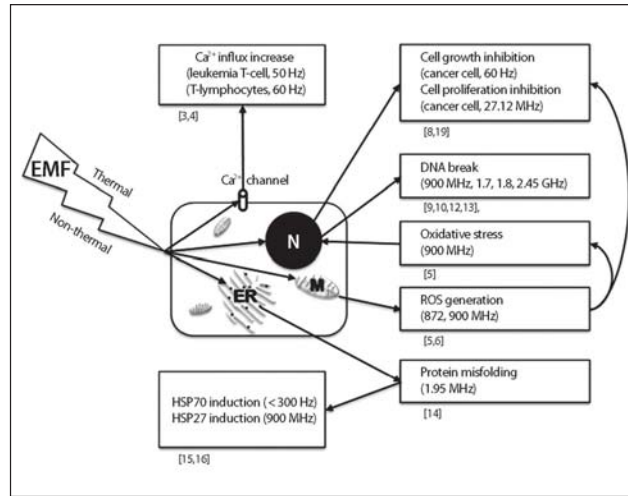 Ca²⁺ influx increase
(leukemia T-cell, 50 Hz)
(T-lymphocytes, 60 Hz)
[3,4]
Cell growth inhibition
(cancer cell, 60 Hz)
Cell proliferation inhibition
(cancer cell, 27.12 MHz)
[8,19]
EMF
Thermal
Non-thermal
Ca²⁺ channel
DNA break
(900 MHz, 1.7, 1.8, 2.45 GHz)
[9,10,12,13],
N
Oxidative stress
(900 MHz)
[5]
M
ER
ROS generation
(872, 900 MHz)
[5,6]
Protein misfolding
(1.95 MHz)
[14]
HSP70 induction (<300 Hz)
HSP27 induction (900 MHz)
[15,16]